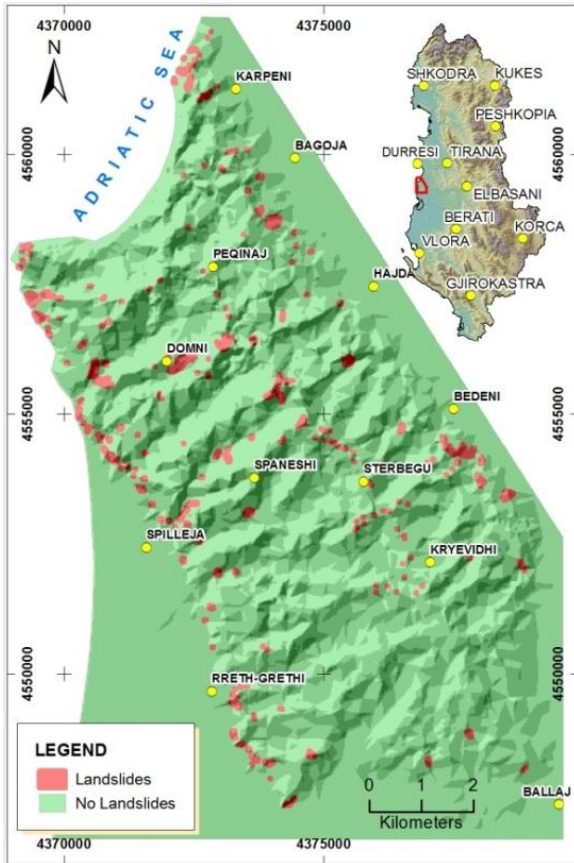 4370000
4375000
N
ADRIATIC SEA
KARPENI
BAGOJA
PEQINAJ
HAJDA
DOMNI
BEDENI
SPANESHI
STERBEGU
SPILLEJA
KRYEVIDHI
RRETH-GRETHI
BALLAJ
SHKODRA
KUKES
PESHKOPIA
DURRESI
TIRANA
ELBASANI
BERATI
KORCA
VLORA
GJIROKASTRA
4560000
4560000
4555000
4555000
4550000
4550000
LEGEND
Landslides
No Landslides
0 1 2
Kilometers
4370000
4375000